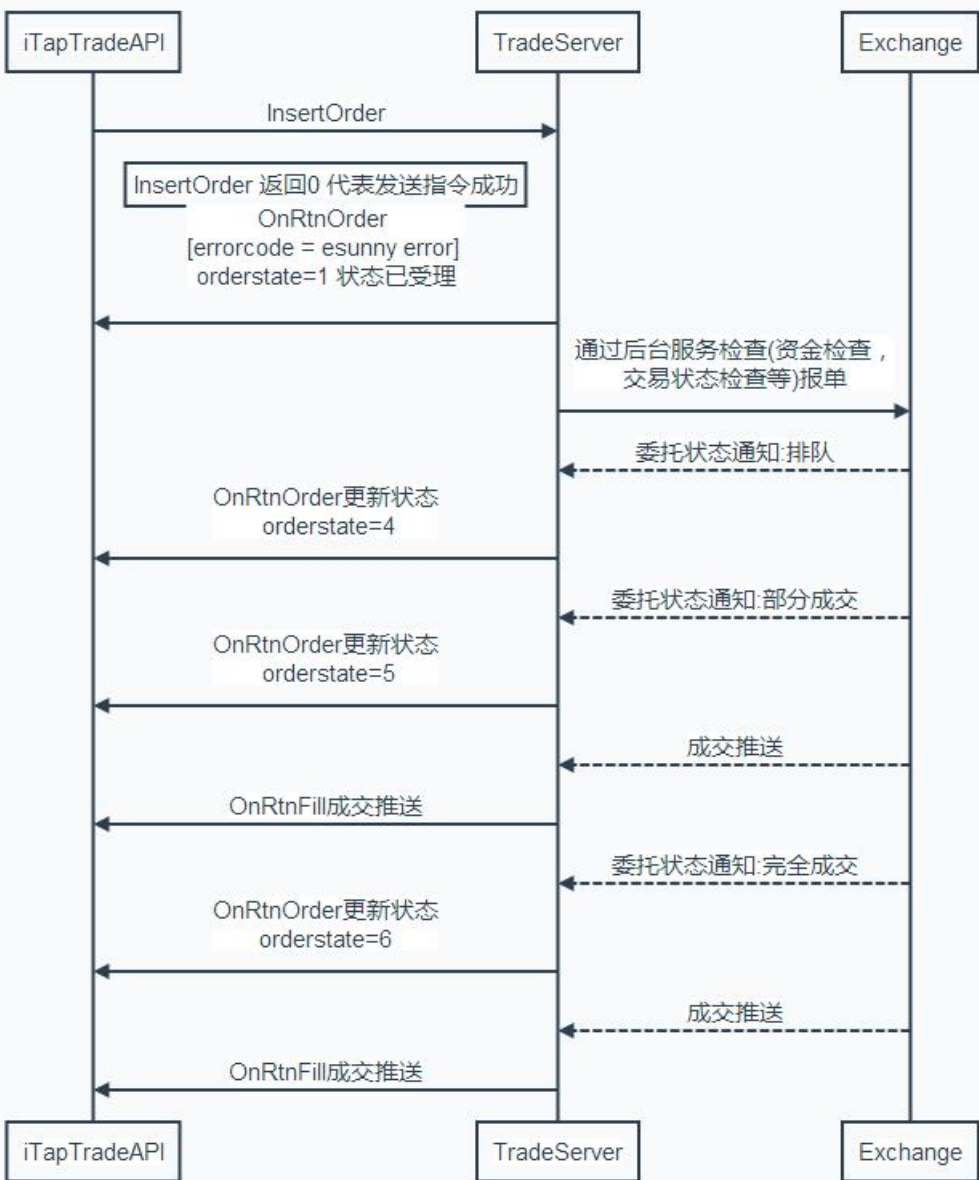 iTapTradeAPI
TradeServer
Exchange
InsertOrder
InsertOrder 返回0 代表发送指令成功
OnRtnOrder
[errorcode = esunny error]
orderstate=1 状态已受理
通过后台服务检查(资金检查，
交易状态检查等)报单
委托状态通知:排队
OnRtnOrder更新状态
orderstate=4
委托状态通知:部分成交
OnRtnOrder更新状态
orderstate=5
成交推送
OnRtnFill成交推送
委托状态通知:完全成交
OnRtnOrder更新状态
orderstate=6
成交推送
OnRtnFill成交推送
iTapTradeAPI
TradeServer
Exchange